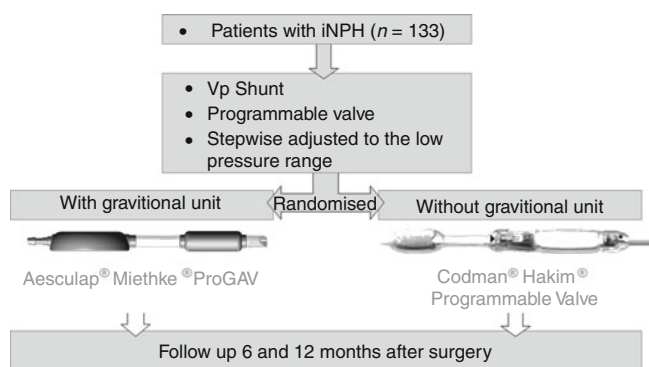 • Patients with iNPH (n = 133)
• Vp Shunt
• Programmable valve
• Stepwise adjusted to the low
pressure range
With gravitional unit
Randomised
Without gravitional unit
Aesculap® Miethke ®ProGAV
Codman® Hakim®
Programmable Valve
Follow up 6 and 12 months after surgery